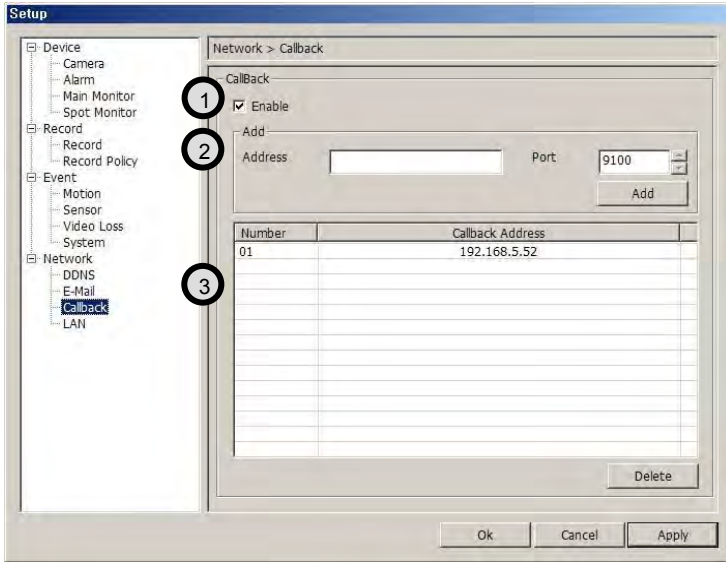 Setup
Device
Camera
Alarm
Main Monitor
Spot Monitor
Record
Record
Record Policy
Event
Motion
Sensor
Video Loss
System
Network
DDNS
E-Mail
Callback
LAN
Network > Callback
CallBack
1
Enable
2
Add
Address Port 9100
Add
Number Callback Address
01 192.168.5.52
3
Delete
Ok Cancel Apply